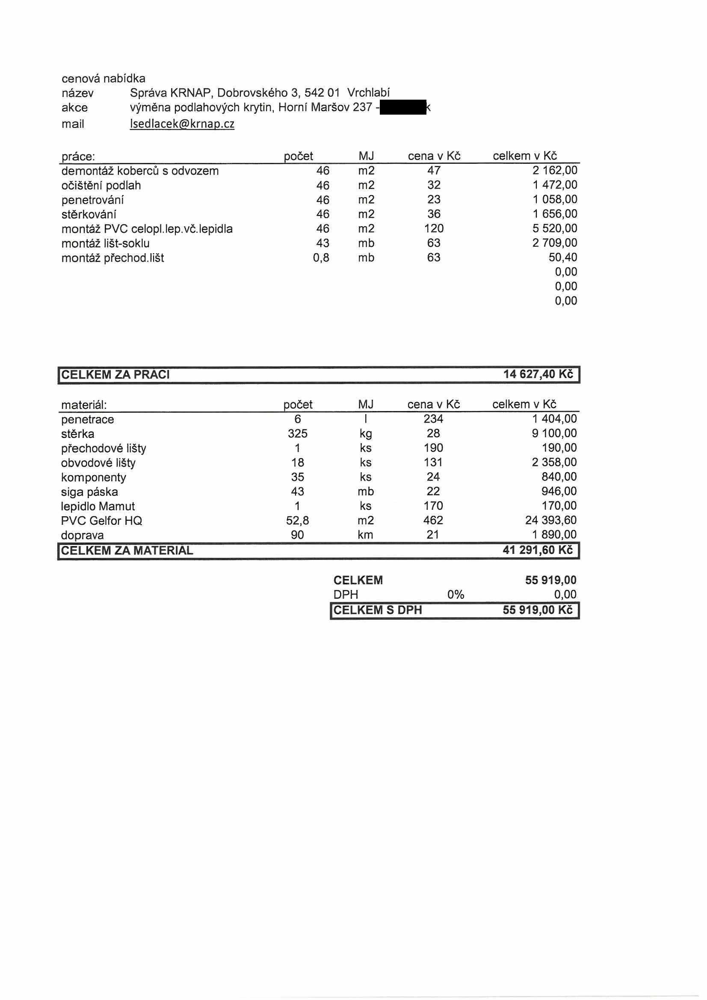 cenová nabídka
název Správa KRNAP, Dobrovského 3, 542 01 Vrchlabí
akce výměna podlahových krytin, Horní Maršov 237 - k
mail lsedlacek@krnap.cz
práce: počet MJ cena v Kč celkem v Kč
demontáž koberců s odvozem 46 m2 47 2 162,00
očištění podlah 46 m2 32 1 472,00
penetrování 46 m2 23 1 058,00
stěrkování 46 m2 36 1 656,00
montáž PVC celopl.lep.vč.lepidla 46 m2 120 5 520,00
montáž lišt-soklu 43 mb 63 2 709,00
montáž přechod.lišt 0,8 mb 63 50,40
0,00
0,00
0,00
CELKEM ZA PRÁCI 14 627,40 Kč
materiál: počet MJ cena v Kč celkem v Kč
penetrace 6 l 234 1 404,00
stěrka 325 kg 28 9 100,00
přechodové lišty 1 ks 190 190,00
obvodové lišty 18 ks 131 2 358,00
komponenty 35 ks 24 840,00
siga páska 43 mb 22 946,00
lepidlo Mamut 1 ks 170 170,00
PVC Gelfor HQ 52,8 m2 462 24 393,60
doprava 90 km 21 1 890,00
CELKEM ZA MATERIÁL 41 291,60 Kč
CELKEM 55 919,00
DPH 0% 0,00
CELKEM S DPH 55 919,00 Kč